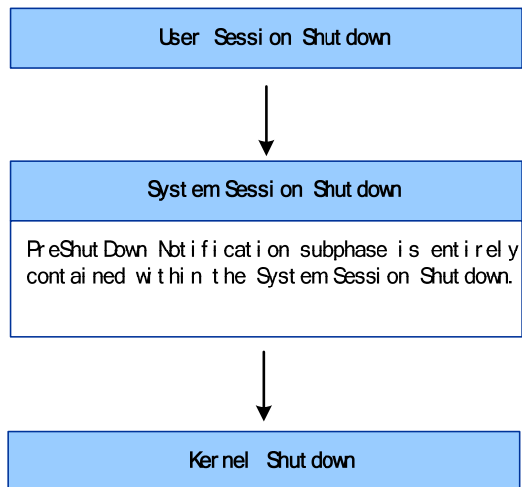 User Session Shutdown
System Session Shutdown
PreShutDown Notification subphase is entirely
contained within the System Session Shutdown.
Kernel Shutdown